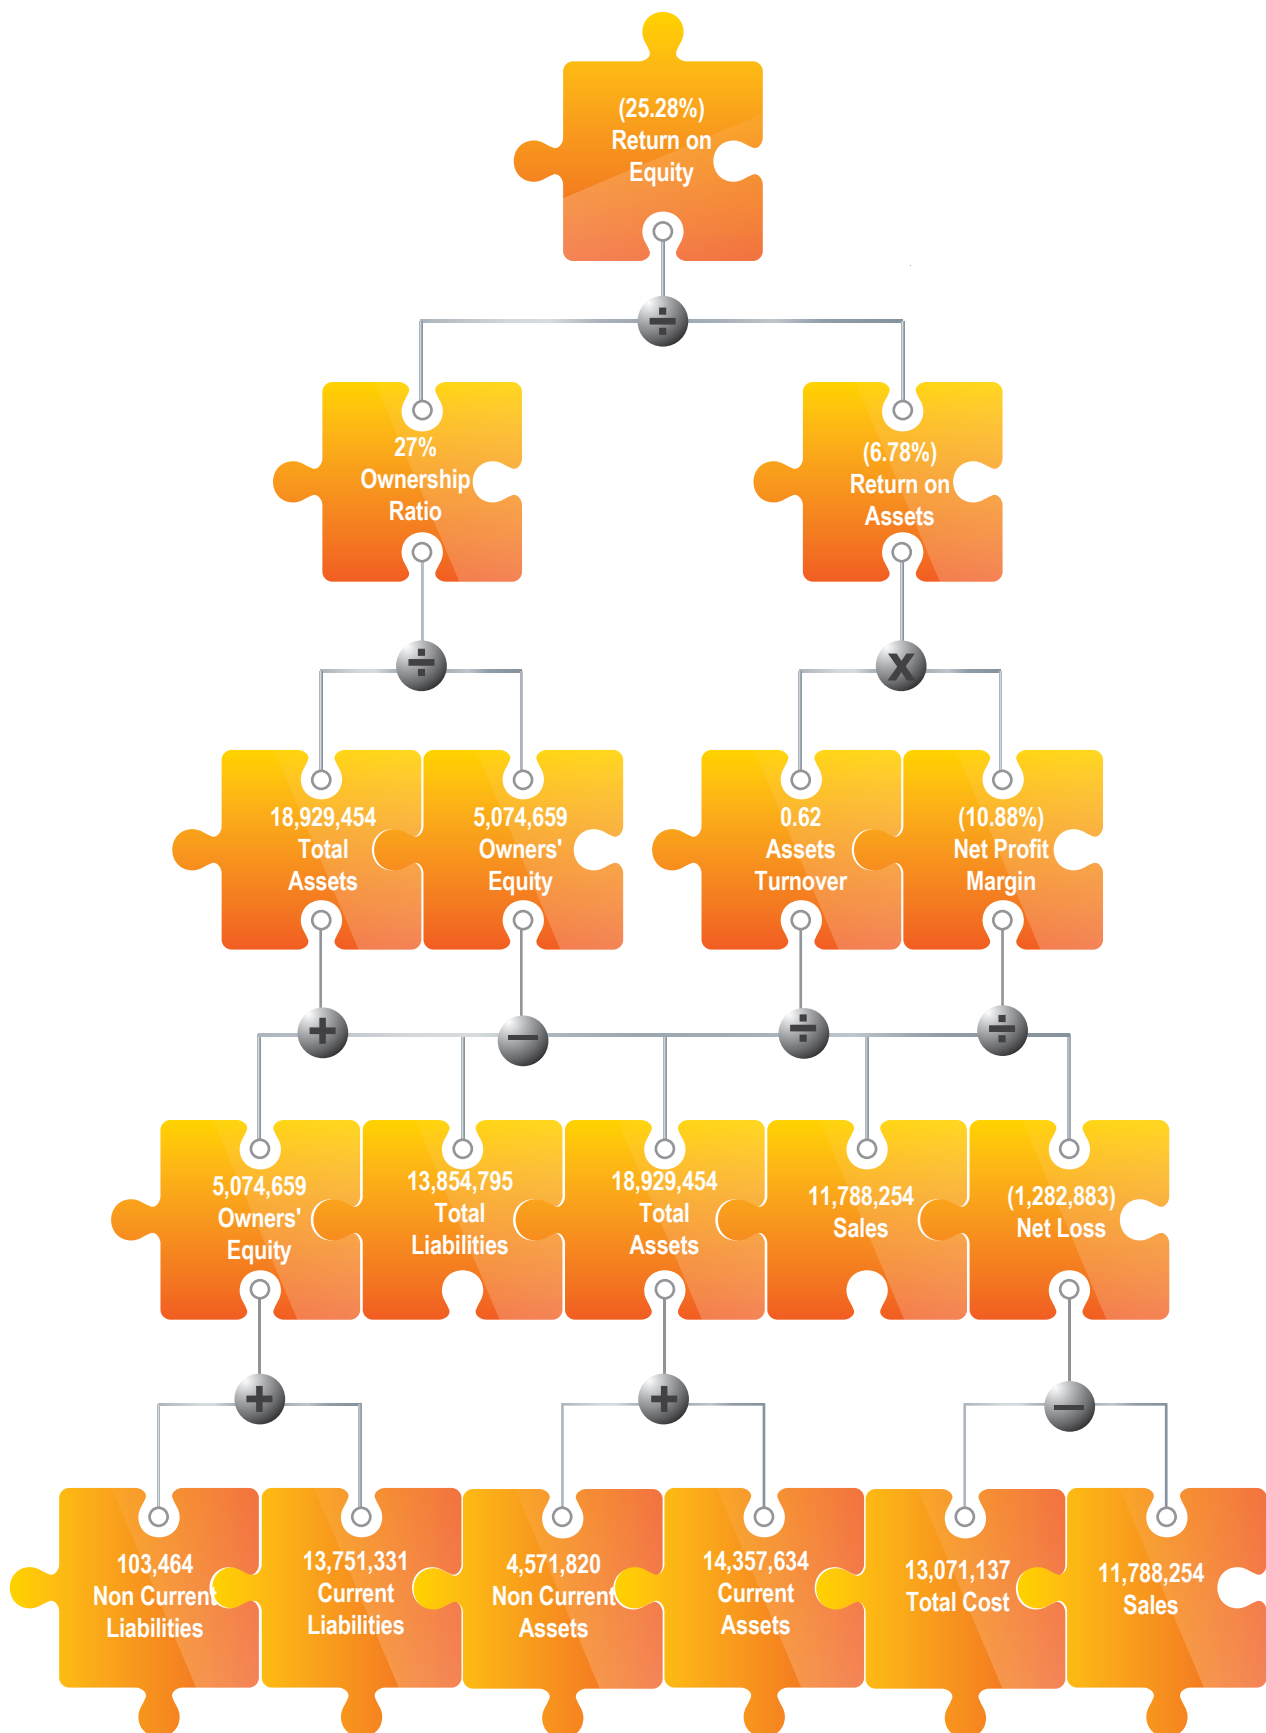 (25.28%)
Return on
Equity
÷
27%
Ownership
Ratio
(6.78%)
Return on
Assets
÷
x
18,929,454
Total
Assets
5,074,659
Owners'
Equity
0.62
Assets
Turnover
(10.88%)
Net Profit
Margin
+
−
÷
÷
5,074,659
Owners'
Equity
13,854,795
Total
Liabilities
18,929,454
Total
Assets
11,788,254
Sales
(1,282,883)
Net Loss
+
+
−
103,464
Non Current
Liabilities
13,751,331
Current
Liabilities
4,571,820
Non Current
Assets
14,357,634
Current
Assets
13,071,137
Total Cost
11,788,254
Sales